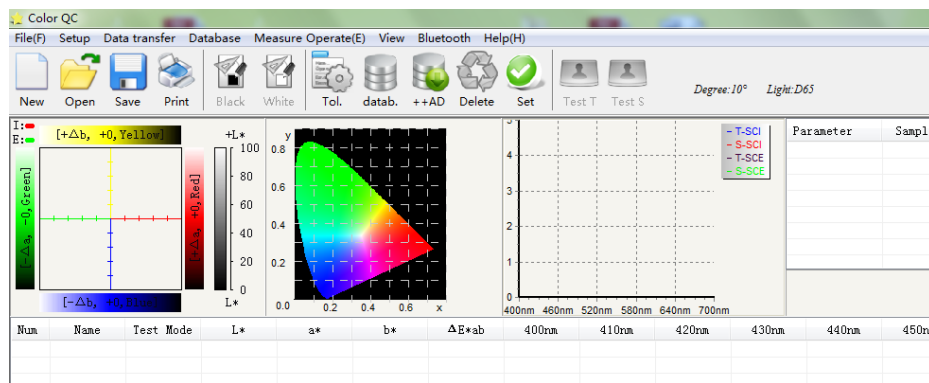 Color QC
File(F) Setup Data transfer Database Measure Operate(E) View Bluetooth Help(H)
New Open Save Print Black White Tol. datab. ++AD Delete Set Test T Test S Degree:10° Light:D65
I:
E:
[+Δb, +0,Yellow]
[-Δa, -0,Green]
[+Δa, +0,Red]
[-Δb, +0,Blue]
+L*
100
80
60
40
20
0
L*
y
0.8
0.6
0.4
0.2
0.0 0.2 0.4 0.6 x
5
4
3
2
1
0
400nm 460nm 520nm 580nm 640nm 700nm
T-SCI
S-SCI
T-SCE
S-SCE
Parameter Sampl
Num Name Test Mode L* a* b* ΔE*ab 400nm 410nm 420nm 430nm 440nm 450n